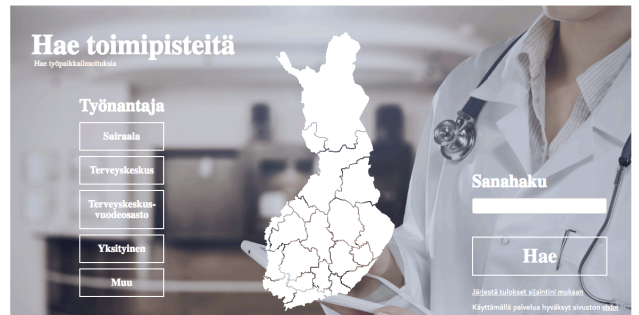 Hae toimipisteitä
Hae työpaikkailmoituksia
Työnantaja
Sairaala
Terveyskeskus
Terveyskeskus-
vuodeosasto
Yksityinen
Muu
Sanahaku
Hae
Järjestä tulokset sijaintini mukaan
Käyttämällä palvelua hyväksyt sivuston ehdot